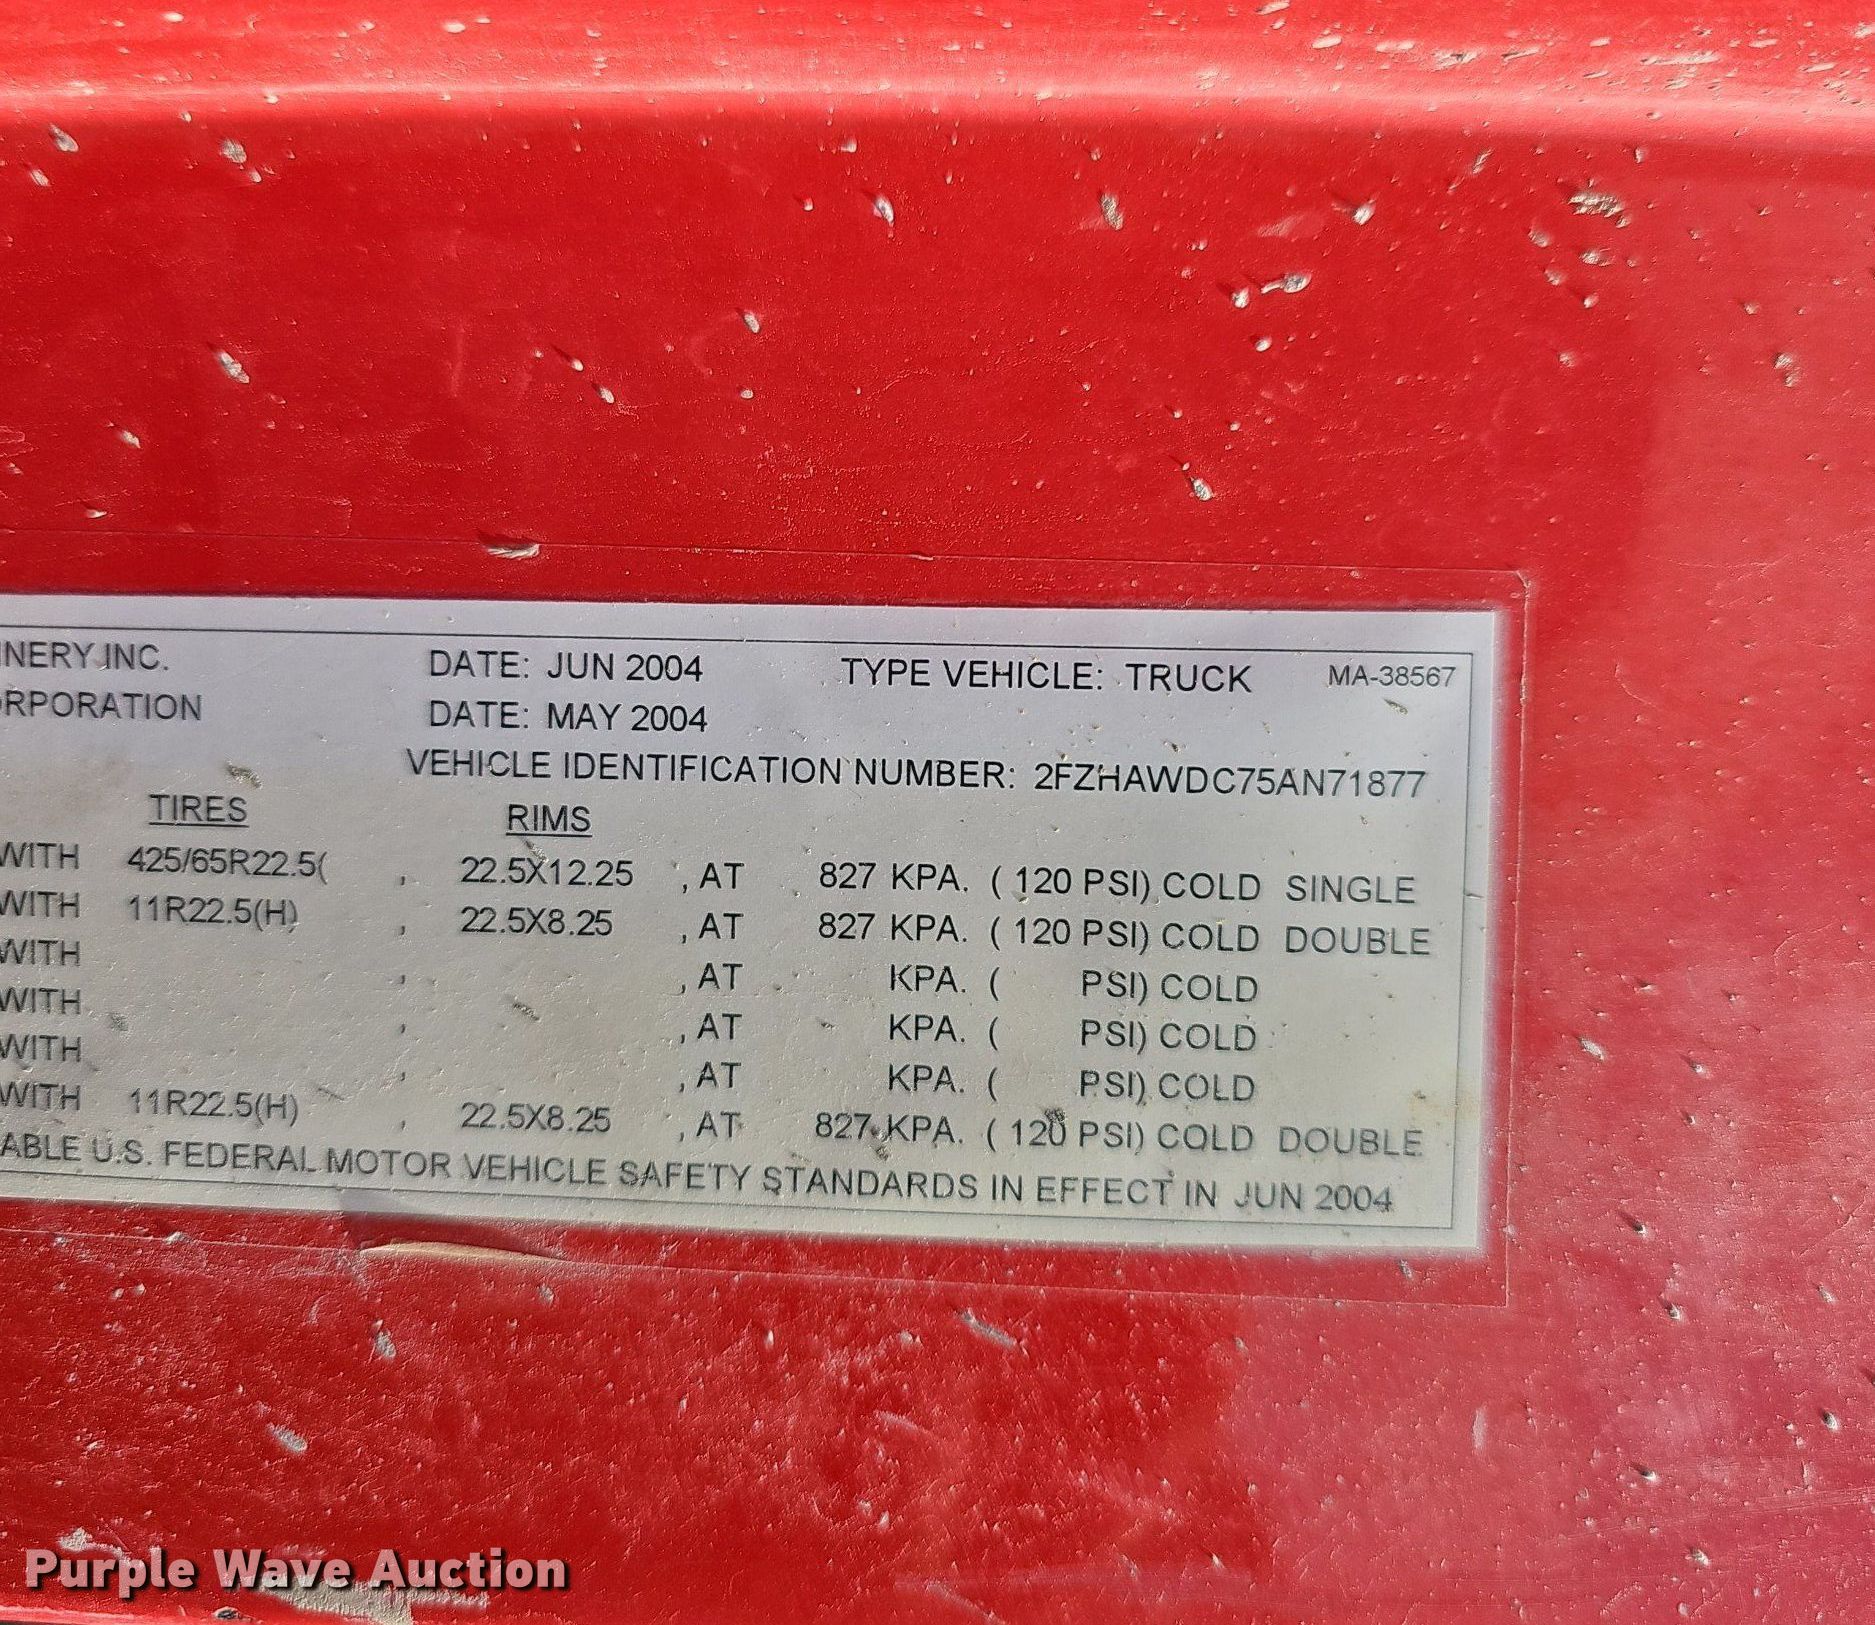 INERY,INC. DATE: JUN 2004 TYPE VEHICLE: TRUCK MA-38567
RPORATION DATE: MAY 2004
VEHICLE IDENTIFICATION NUMBER: 2FZHAWDC75AN71877
TIRES RIMS
WITH 425/65R22.5( , 22.5X12.25 , AT 827 KPA. ( 120 PSI) COLD SINGLE
WITH 11R22.5(H) , 22.5X8.25 , AT 827 KPA. ( 120 PSI) COLD DOUBLE
WITH , , AT KPA. ( PSI) COLD
WITH , , AT KPA. ( PSI) COLD
WITH , , AT KPA. ( PSI) COLD
WITH 11R22.5(H) , 22.5X8.25 , AT 827 KPA. ( 120 PSI) COLD DOUBLE
ABLE U.S. FEDERAL MOTOR VEHICLE SAFETY STANDARDS IN EFFECT IN JUN 2004
Purple Wave Auction